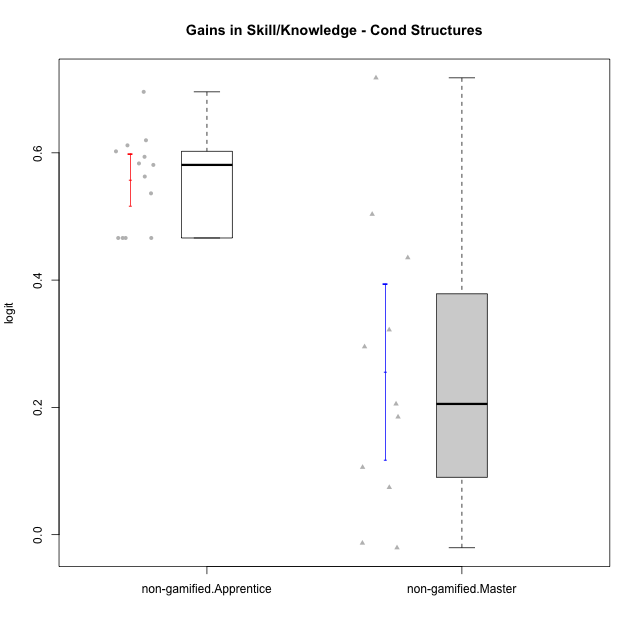 Gains in Skill/Knowledge - Cond Structures
logit
0.6
0.4
0.2
0.0
non-gamified.Apprentice
non-gamified.Master